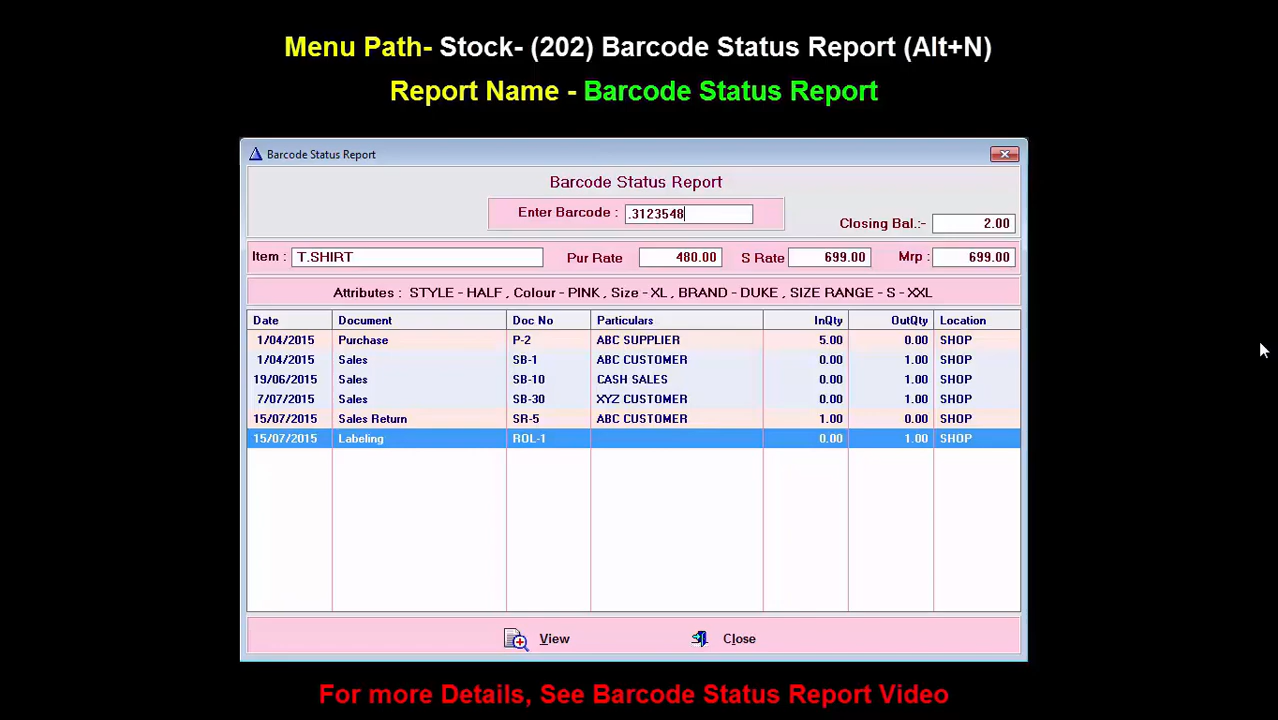 Menu Path- Stock- (202) Barcode Status Report (Alt+N)
Report Name - Barcode Status Report
Barcode Status Report
Barcode Status Report
Enter Barcode : .3123548
Closing Bal.:- 2.00
Item : T.SHIRT Pur Rate 480.00 S Rate 699.00 Mrp : 699.00
Attributes : STYLE - HALF , Colour - PINK , Size - XL , BRAND - DUKE , SIZE RANGE - S - XXL
Date Document Doc No Particulars InQty OutQty Location
1/04/2015 Purchase P-2 ABC SUPPLIER 5.00 0.00 SHOP
1/04/2015 Sales SB-1 ABC CUSTOMER 0.00 1.00 SHOP
19/06/2015 Sales SB-10 CASH SALES 0.00 1.00 SHOP
7/07/2015 Sales SB-30 XYZ CUSTOMER 0.00 1.00 SHOP
15/07/2015 Sales Return SR-5 ABC CUSTOMER 1.00 0.00 SHOP
15/07/2015 Labeling ROL-1 0.00 1.00 SHOP
View Close
For more Details, See Barcode Status Report Video